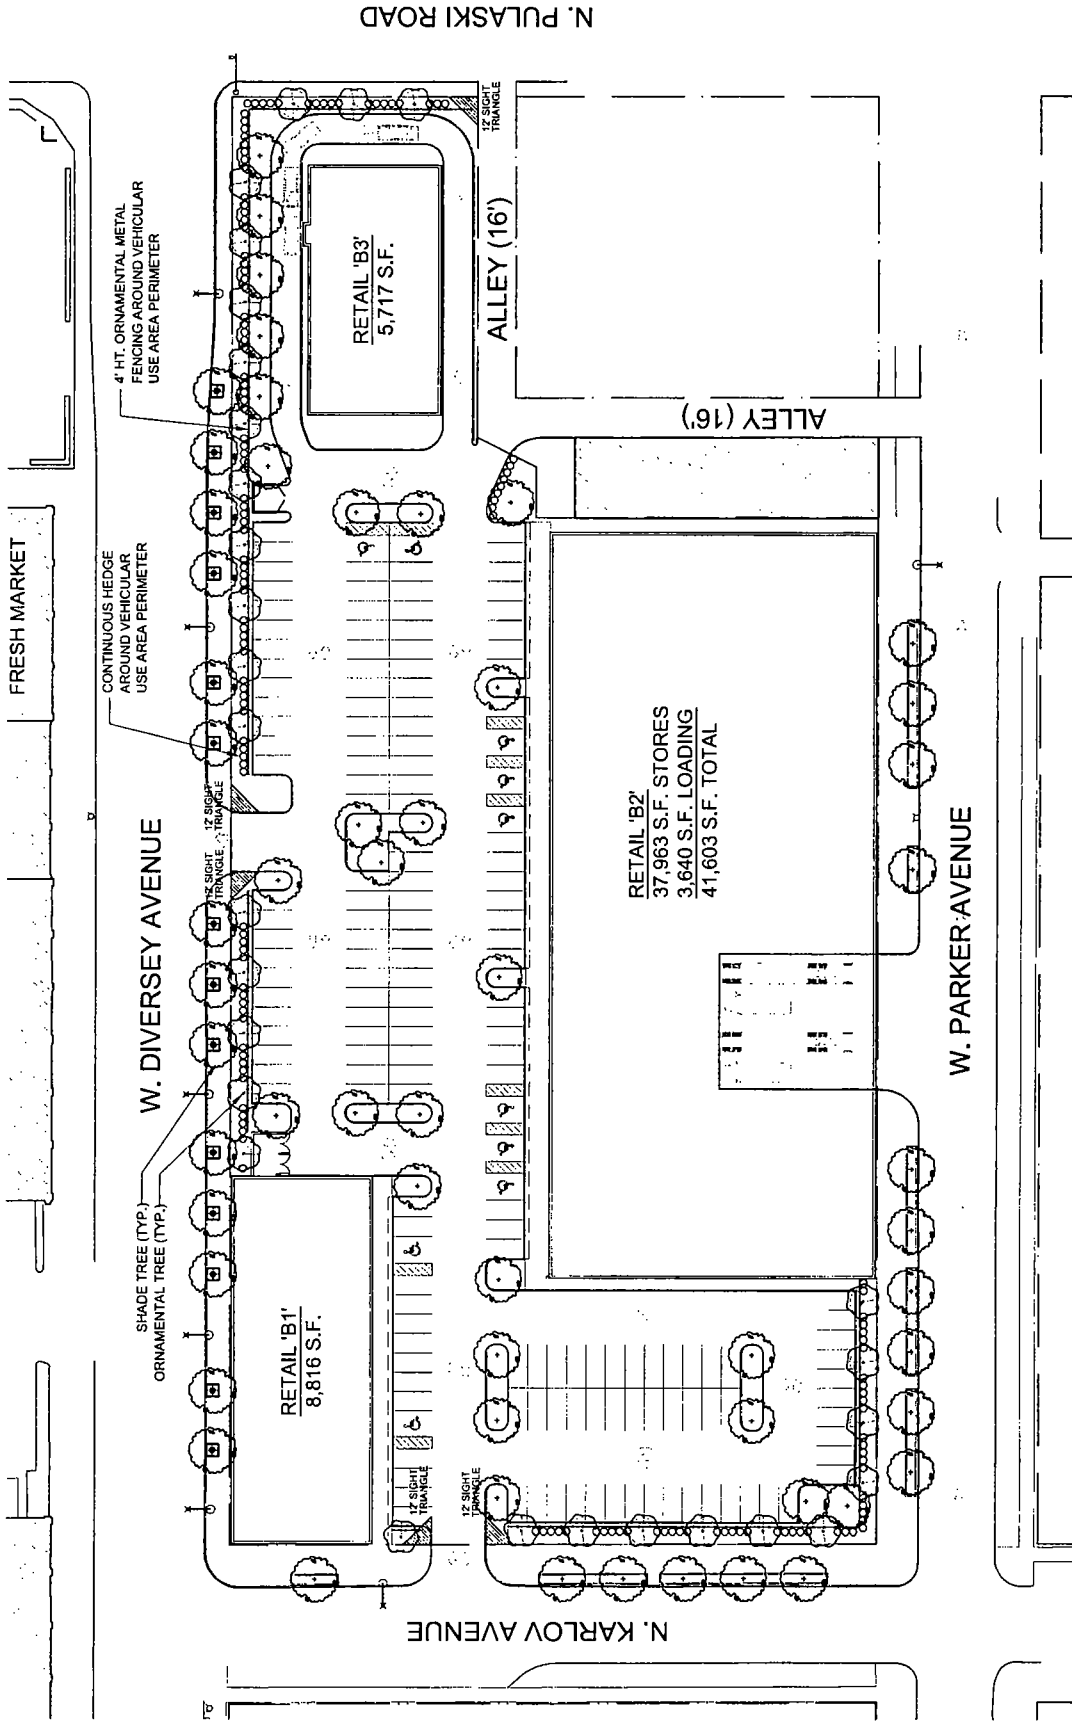 N. PULASKI ROAD
12' SIGHT
TRIANGLE
4' HT. ORNAMENTAL METAL
FENCING AROUND VEHICULAR
USE AREA PERIMETER
RETAIL 'B3'
5,717 S.F.
ALLEY (16')
ALLEY (16')
FRESH MARKET
CONTINUOUS HEDGE
AROUND VEHICULAR
USE AREA PERIMETER
W. DIVERSEY AVENUE
12' SIGHT
TRIANGLE
12' SIGHT
TRIANGLE
RETAIL 'B2'
37,963 S.F. STORES
3,640 S.F. LOADING
41,603 S.F. TOTAL
W. PARKER AVENUE
SHADE TREE (TYP.)
ORNAMENTAL TREE (TYP.)
RETAIL 'B1'
8,816 S.F.
12' SIGHT
TRIANGLE
12' SIGHT
TRIANGLE
N. KARLOV AVENUE